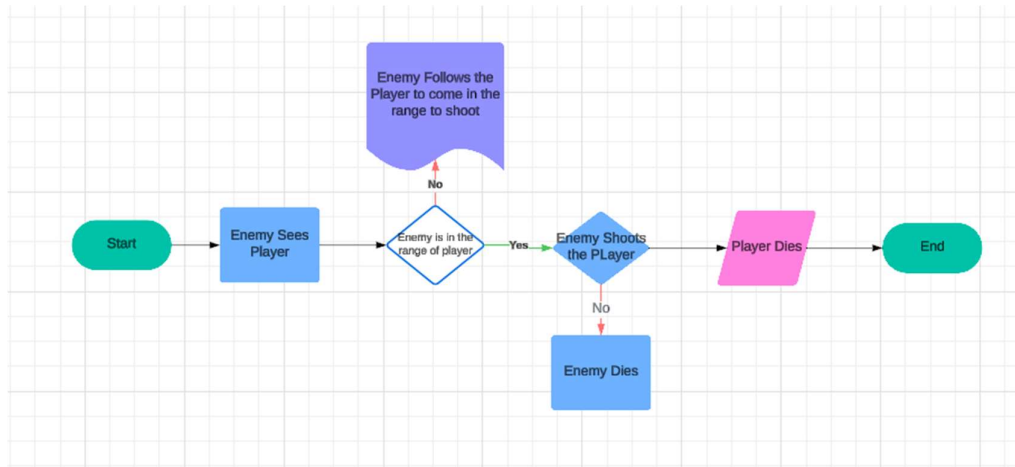 Enemy Follows the
Player to come in the
range to shoot
No
Start
Enemy Sees
Player
Enemy is in the
range of player
Yes
Enemy Shoots
the PLayer
Player Dies
End
No
Enemy Dies